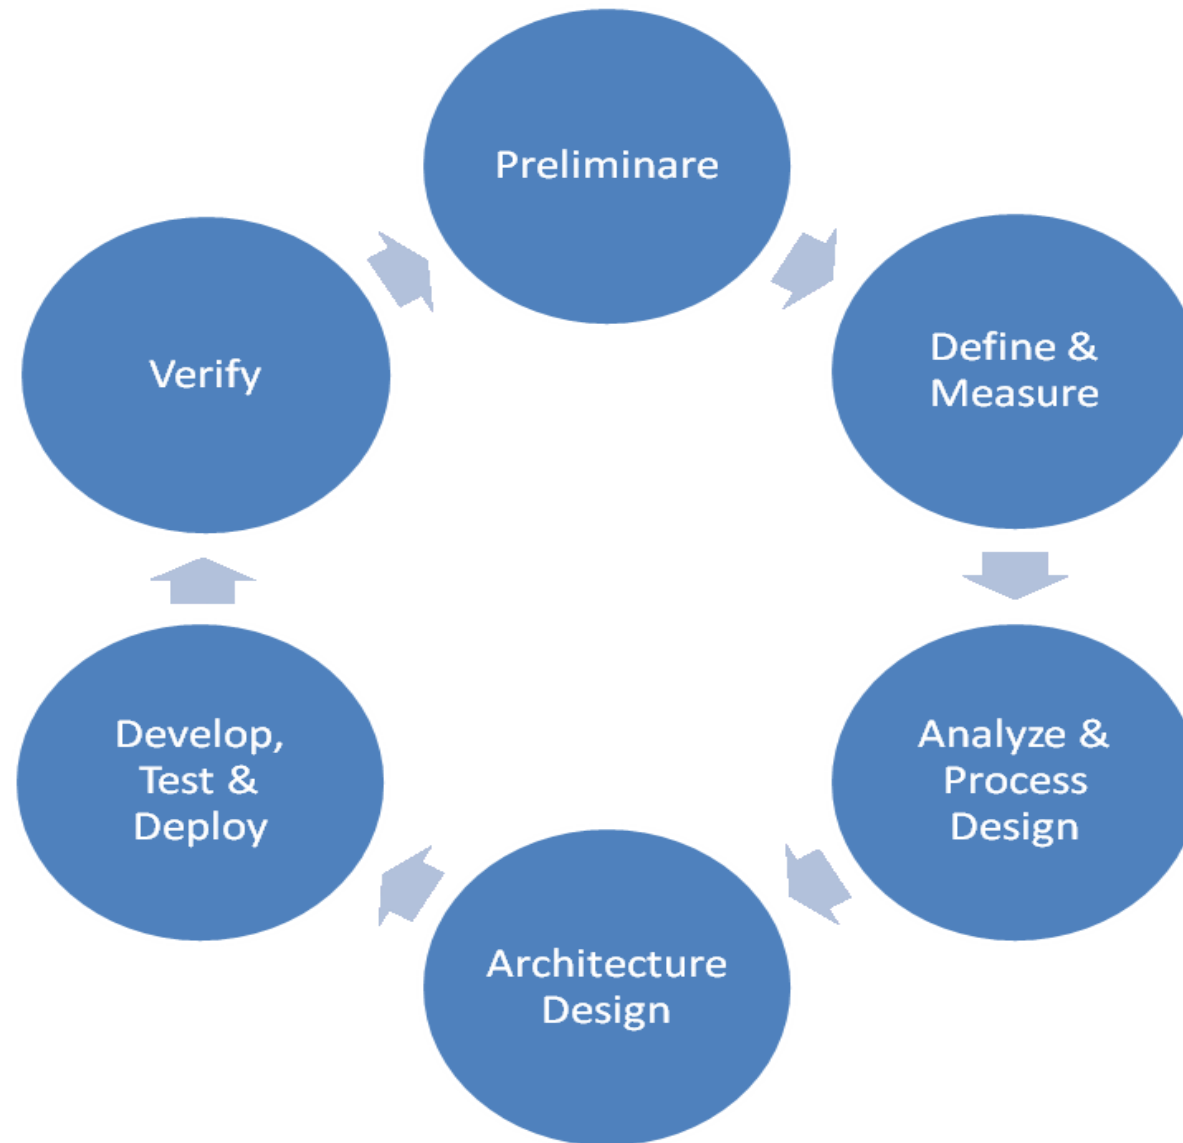 Preliminare
Define &
Measure
Analyze &
Process
Design
Architecture
Design
Develop,
Test &
Deploy
Verify